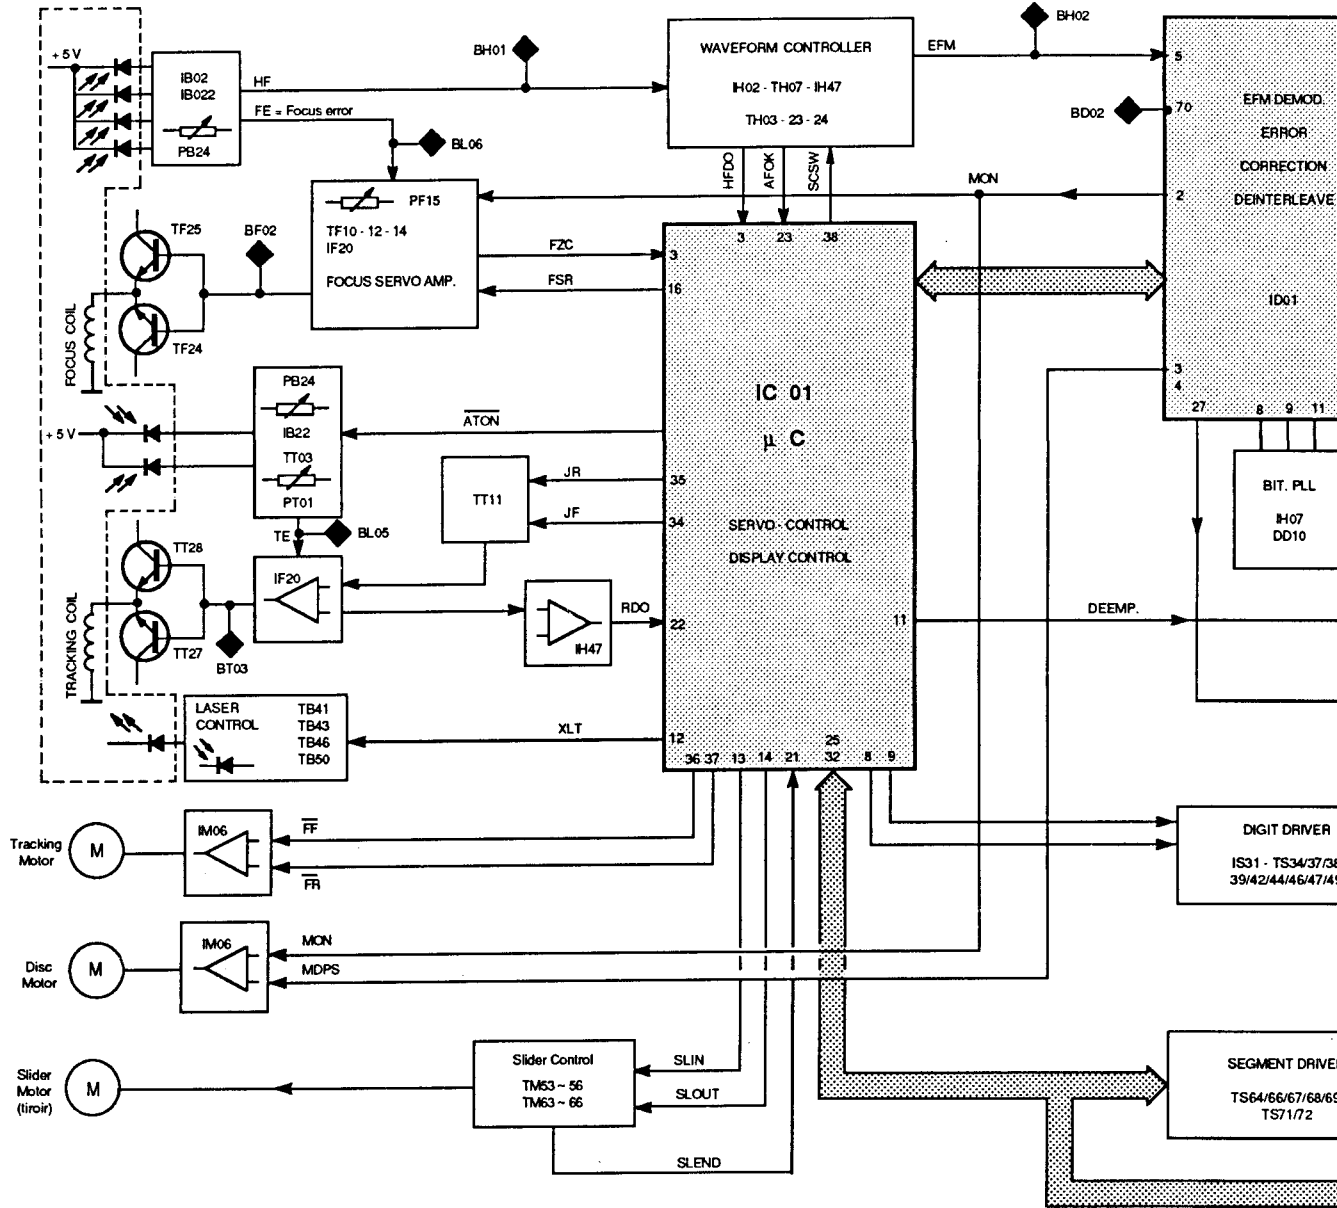 + 5 V
IB02
IB022
PB24
HF
FE = Focus error
BH01
BL06
WAVEFORM CONTROLLER
IH02 - TH07 - IH47
TH03 - 23 - 24
EFM
BH02
BD02
5
70
EFM DEMOD.
ERROR
CORRECTION
DEINTERLEAVE
ID01
2
3
4
27
8
9
11
HFDO
AFOK
SCSW
MON
PF15
TF10 - 12 - 14
IF20
FOCUS SERVO AMP.
TF25
BF02
TF24
FOCUS COIL
FZC
FSR
3
16
3
23
38
IC 01
µ C
SERVO - CONTROL
DISPLAY CONTROL
+ 5 V
PB24
IB22
TT03
PT01
ATON
JR
JF
35
34
TT11
TE
BL05
TT28
TT27
TRACKING COIL
BT03
IF20
IH47
RDO
22
11
DEEMP.
BIT. PLL
IH07
DD10
LASER
CONTROL
TB41
TB43
TB46
TB50
XLT
12
36
37
13
14
21
25
32
8
9
Tracking
Motor
M
IM06
FF
FR
DIGIT DRIVER
IS31 - TS34/37/38
39/42/44/46/47/49
Disc
Motor
M
IM06
MON
MDPS
Slider
Motor
(tiroir)
M
Slider Control
TM53 ~ 56
TM63 ~ 66
SLIN
SLOUT
SLEND
SEGMENT DRIVE
TS64/66/67/68/69
TS71/72